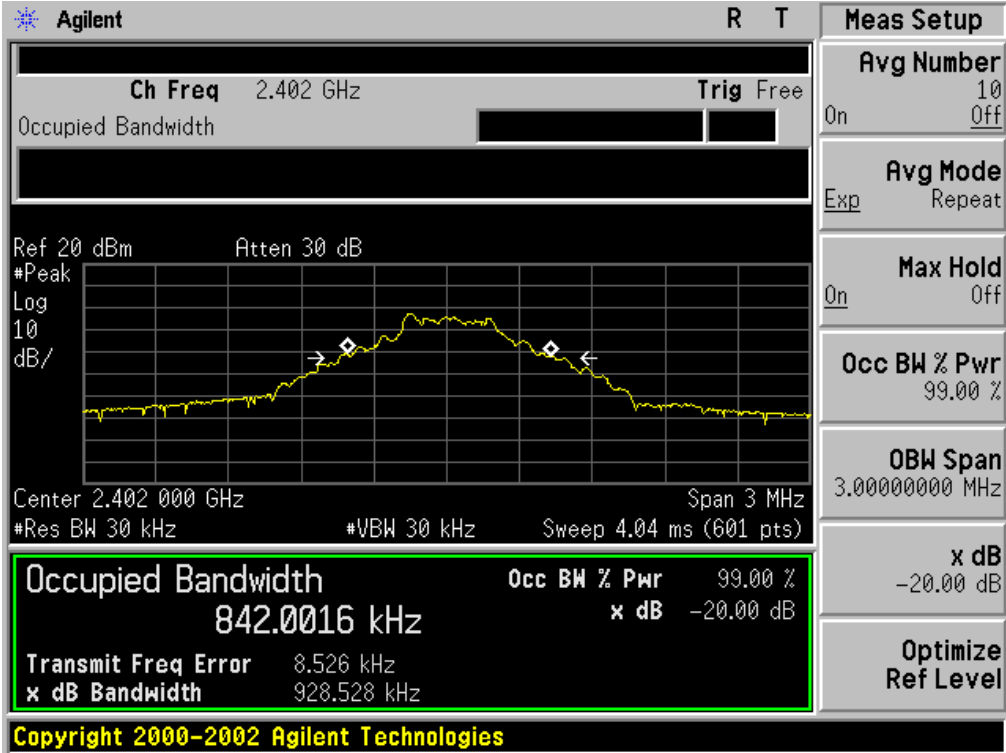 Agilent R T
Ch Freq 2.402 GHz Trig Free
Occupied Bandwidth
Ref 20 dBm Atten 30 dB
#Peak
Log
10
dB/
Center 2.402 000 GHz Span 3 MHz
#Res BW 30 kHz #VBW 30 kHz Sweep 4.04 ms (601 pts)
Occupied Bandwidth
842.0016 kHz
Occ BW % Pwr 99.00 %
x dB -20.00 dB
Transmit Freq Error 8.526 kHz
x dB Bandwidth 928.528 kHz
Copyright 2000-2002 Agilent Technologies
Meas Setup
Avg Number
10
On Off
Avg Mode
Exp Repeat
Max Hold
On Off
Occ BW % Pwr
99.00 %
OBW Span
3.00000000 MHz
x dB
-20.00 dB
Optimize
Ref Level